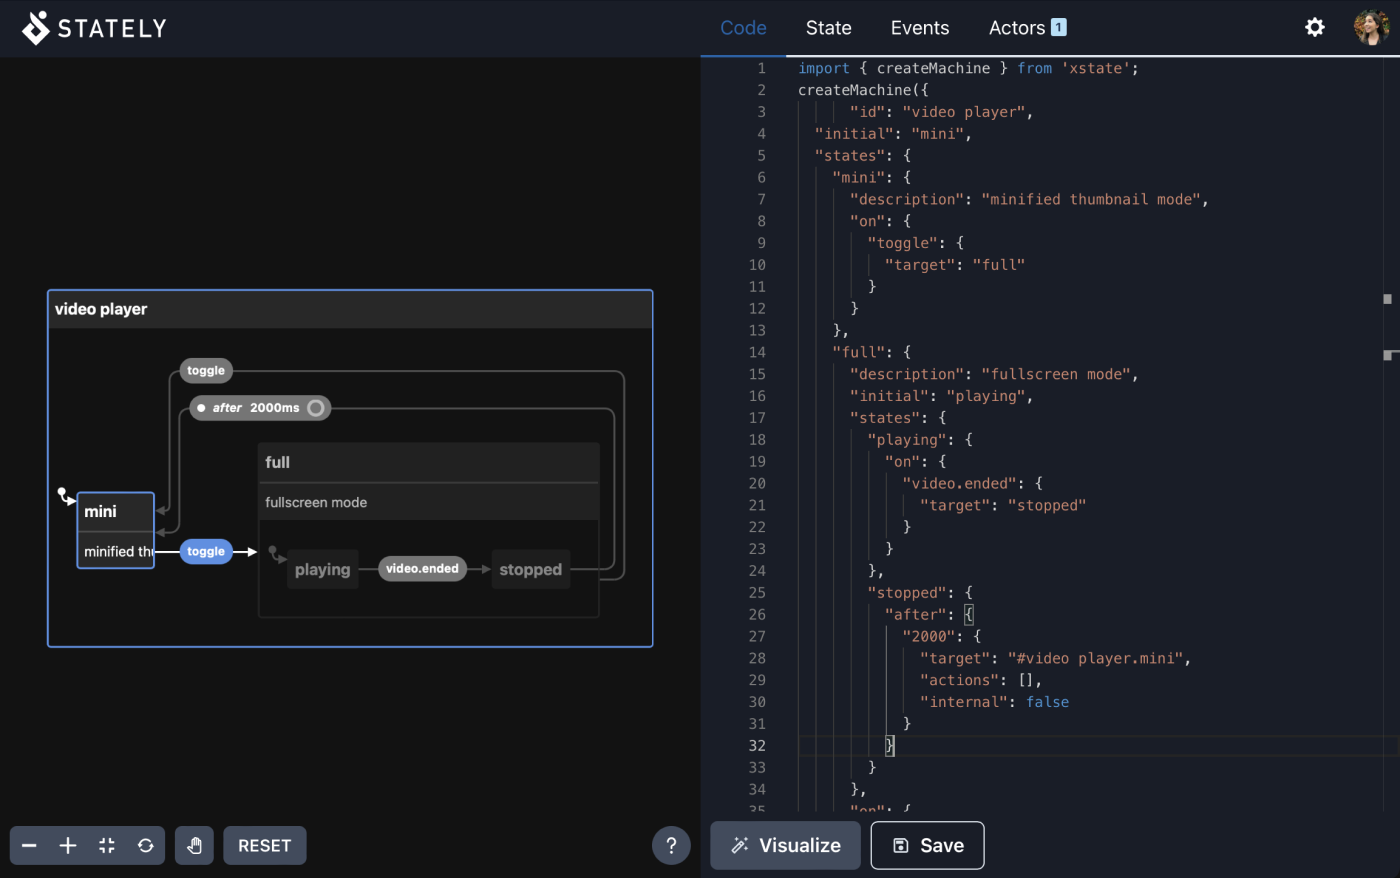 STATELY
Code State Events Actors 1
video player
toggle
after 2000ms
full
fullscreen mode
mini
minified thu
toggle
playing
video.ended
stopped
RESET
?
1 import { createMachine } from 'xstate';
2 createMachine({
3 "id": "video player",
4 "initial": "mini",
5 "states": {
6 "mini": {
7 "description": "minified thumbnail mode",
8 "on": {
9 "toggle": {
10 "target": "full"
11 }
12 }
13 },
14 "full": {
15 "description": "fullscreen mode",
16 "initial": "playing",
17 "states": {
18 "playing": {
19 "on": {
20 "video.ended": {
21 "target": "stopped"
22 }
23 }
24 },
25 "stopped": {
26 "after": {
27 "2000": {
28 "target": "#video player.mini",
29 "actions": [],
30 "internal": false
31 }
32 }
33 }
34 },
35 "on": {
Visualize
Save